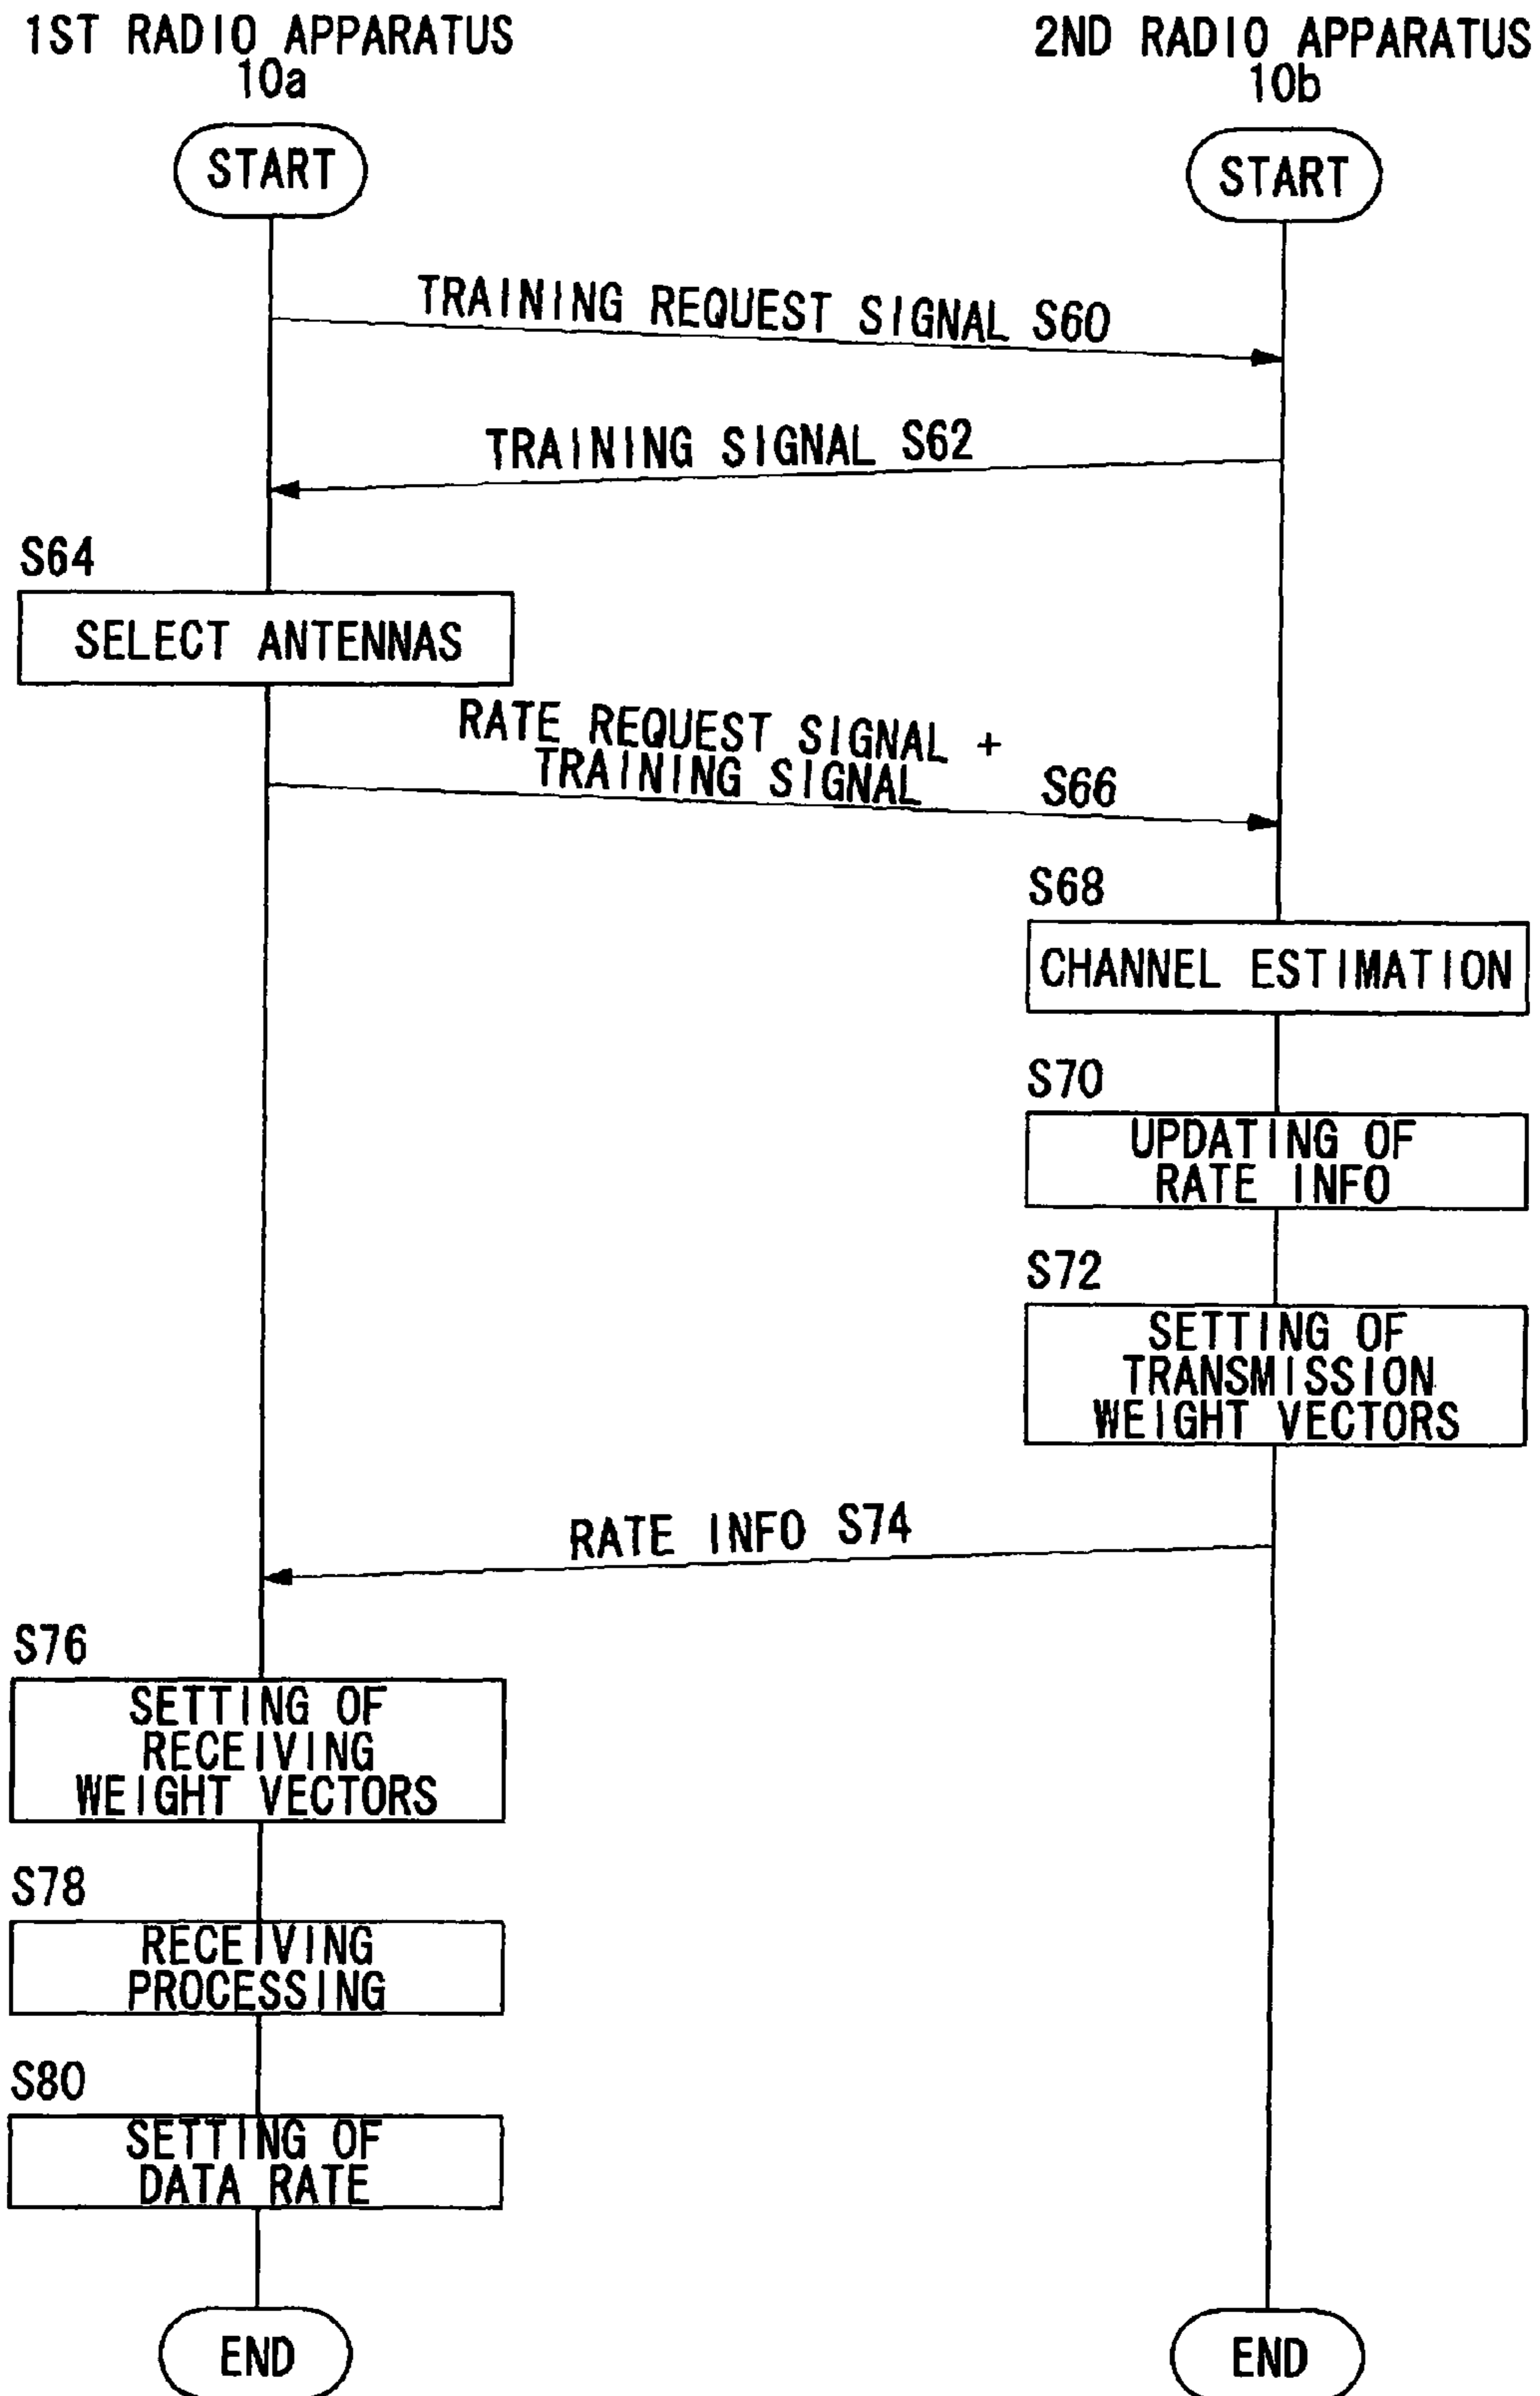 1ST RADIO APPARATUS
10a
2ND RADIO APPARATUS
10b
START
START
TRAINING REQUEST SIGNAL S60
TRAINING SIGNAL S62
S64
SELECT ANTENNAS
RATE REQUEST SIGNAL +
TRAINING SIGNAL S66
S68
CHANNEL ESTIMATION
S70
UPDATING OF
RATE INFO
S72
SETTING OF
TRANSMISSION
WEIGHT VECTORS
RATE INFO S74
S76
SETTING OF
RECEIVING
WEIGHT VECTORS
S78
RECEIVING
PROCESSING
S80
SETTING OF
DATA RATE
END
END